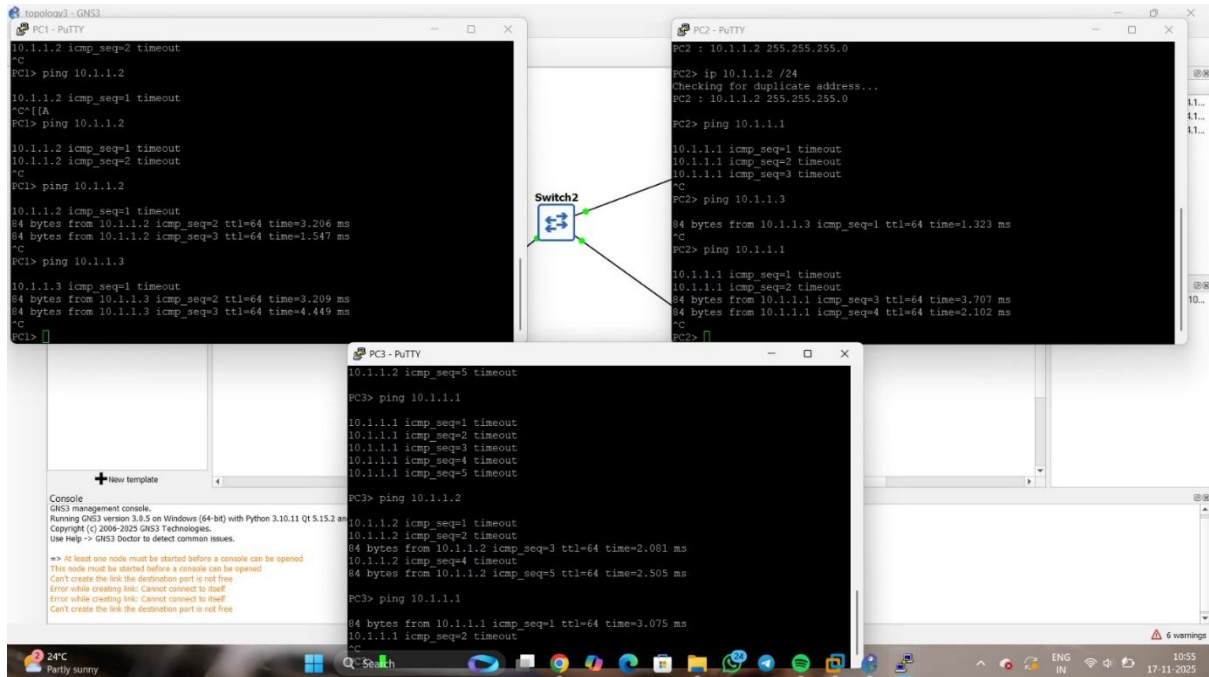 topology3 - GNS3
PC1 - PuTTY
10.1.1.2 icmp_seq=2 timeout
^C
PC1> ping 10.1.1.2
10.1.1.2 icmp_seq=1 timeout
^C^[[A
PC1> ping 10.1.1.2
10.1.1.2 icmp_seq=1 timeout
10.1.1.2 icmp_seq=2 timeout
^C
PC1> ping 10.1.1.2
10.1.1.2 icmp_seq=1 timeout
84 bytes from 10.1.1.2 icmp_seq=2 ttl=64 time=3.206 ms
84 bytes from 10.1.1.2 icmp_seq=3 ttl=64 time=1.547 ms
^C
PC1> ping 10.1.1.3
10.1.1.3 icmp_seq=1 timeout
84 bytes from 10.1.1.3 icmp_seq=2 ttl=64 time=3.209 ms
84 bytes from 10.1.1.3 icmp_seq=3 ttl=64 time=4.449 ms
^C
PC1>
Switch2
PC2 - PuTTY
PC2 : 10.1.1.2 255.255.255.0
PC2> ip 10.1.1.2 /24
Checking for duplicate address...
PC2 : 10.1.1.2 255.255.255.0
PC2> ping 10.1.1.1
10.1.1.1 icmp_seq=1 timeout
10.1.1.1 icmp_seq=2 timeout
10.1.1.1 icmp_seq=3 timeout
^C
PC2> ping 10.1.1.3
84 bytes from 10.1.1.3 icmp_seq=1 ttl=64 time=1.323 ms
^C
PC2> ping 10.1.1.1
10.1.1.1 icmp_seq=1 timeout
10.1.1.1 icmp_seq=2 timeout
84 bytes from 10.1.1.1 icmp_seq=3 ttl=64 time=3.707 ms
84 bytes from 10.1.1.1 icmp_seq=4 ttl=64 time=2.102 ms
^C
PC2>
4.1...
4.1...
4.1...
10...
PC3 - PuTTY
10.1.1.2 icmp_seq=5 timeout
PC3> ping 10.1.1.1
10.1.1.1 icmp_seq=1 timeout
10.1.1.1 icmp_seq=2 timeout
10.1.1.1 icmp_seq=3 timeout
10.1.1.1 icmp_seq=4 timeout
10.1.1.1 icmp_seq=5 timeout
PC3> ping 10.1.1.2
10.1.1.2 icmp_seq=1 timeout
10.1.1.2 icmp_seq=2 timeout
84 bytes from 10.1.1.2 icmp_seq=3 ttl=64 time=2.081 ms
10.1.1.2 icmp_seq=4 timeout
84 bytes from 10.1.1.2 icmp_seq=5 ttl=64 time=2.505 ms
PC3> ping 10.1.1.1
84 bytes from 10.1.1.1 icmp_seq=1 ttl=64 time=3.075 ms
10.1.1.1 icmp_seq=2 timeout
^C
New template
Console
GNS3 management console.
Running GNS3 version 3.0.5 on Windows (64-bit) with Python 3.10.11 Qt 5.15.2 an
Copyright (c) 2006-2025 GNS3 Technologies.
Use Help -> GNS3 Doctor to detect common issues.
=> At least one node must be started before a console can be opened
This node must be started before a console can be opened
Can't create the link the destination port is not free
Error while creating link: Cannot connect to itself
Error while creating link: Cannot connect to itself
Can't create the link the destination port is not free
6 warnings
2
24°C
Partly sunny
Search
24
ENG
IN
10:55
17-11-2025